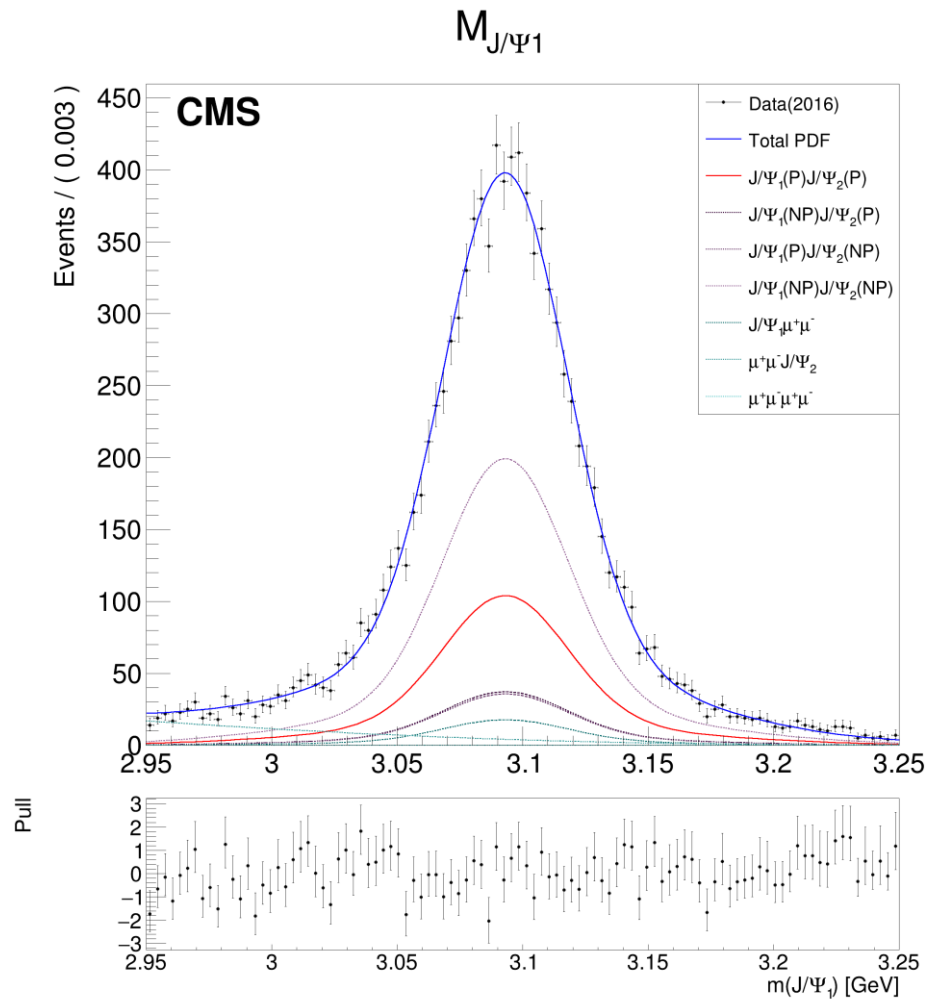 M_J/Ψ1
CMS
Events / ( 0.003 )
450
400
350
300
250
200
150
100
50
0
2.95 3 3.05 3.1 3.15 3.2 3.25
Data(2016)
Total PDF
J/Ψ₁(P)J/Ψ₂(P)
J/Ψ₁(NP)J/Ψ₂(P)
J/Ψ₁(P)J/Ψ₂(NP)
J/Ψ₁(NP)J/Ψ₂(NP)
J/Ψ₁μ⁺μ⁻
μ⁺μ⁻J/Ψ₂
μ⁺μ⁻μ⁺μ⁻
Pull
3
2
1
0
−1
−2
−3
2.95 3 3.05 3.1 3.15 3.2 3.25
m(J/Ψ₁) [GeV]